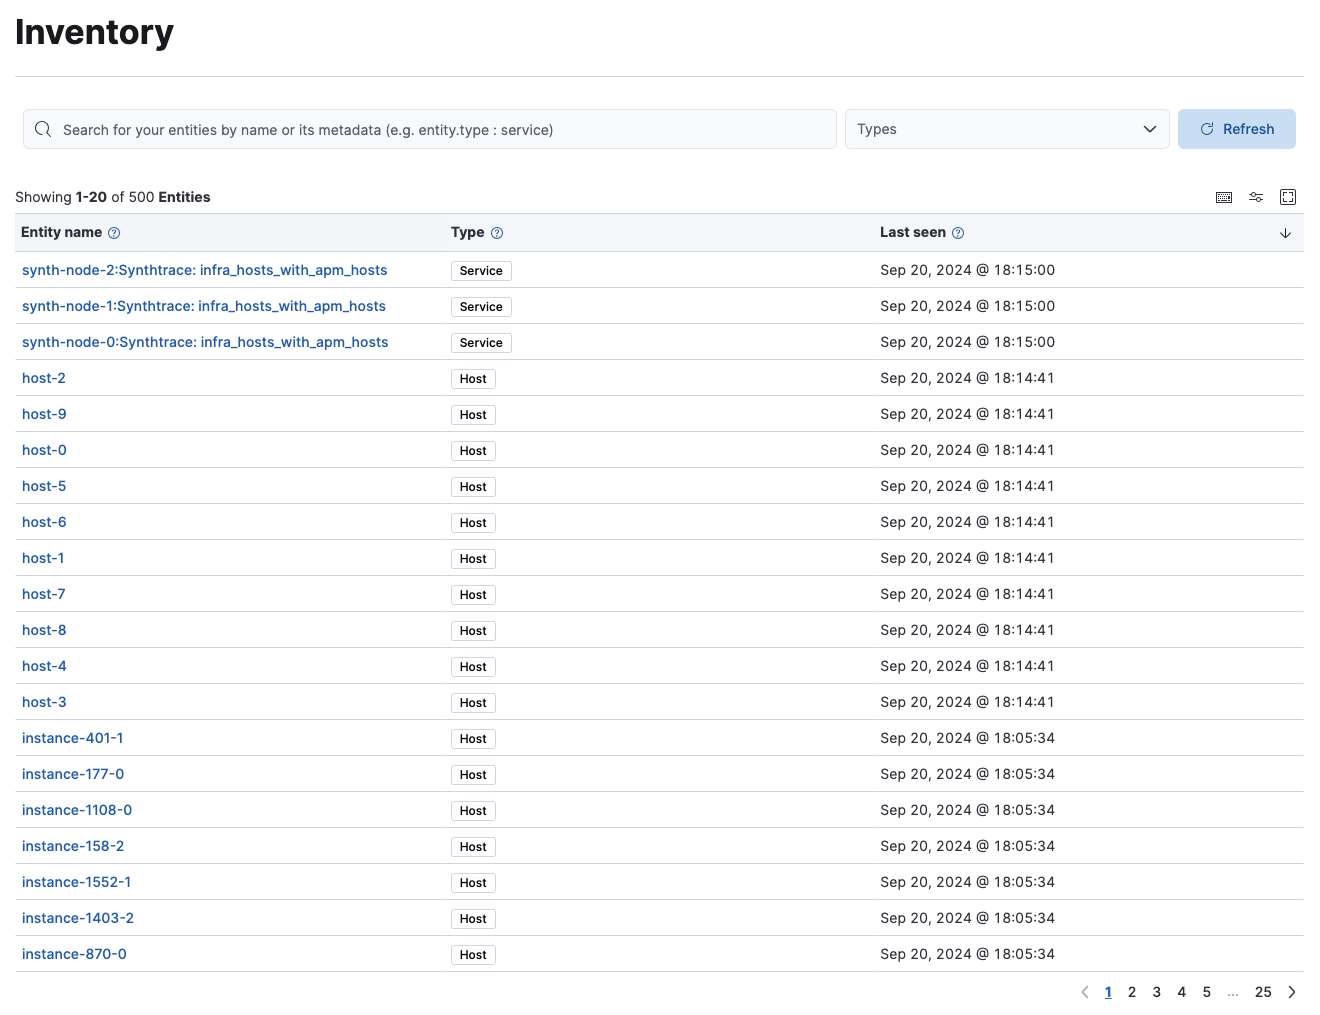 Inventory
Search for your entities by name or its metadata (e.g. entity.type : service)
Types
Refresh
Showing 1-20 of 500 Entities
Entity name Type Last seen
synth-node-2:Synthtrace: infra_hosts_with_apm_hosts Service Sep 20, 2024 @ 18:15:00
synth-node-1:Synthtrace: infra_hosts_with_apm_hosts Service Sep 20, 2024 @ 18:15:00
synth-node-0:Synthtrace: infra_hosts_with_apm_hosts Service Sep 20, 2024 @ 18:15:00
host-2 Host Sep 20, 2024 @ 18:14:41
host-9 Host Sep 20, 2024 @ 18:14:41
host-0 Host Sep 20, 2024 @ 18:14:41
host-5 Host Sep 20, 2024 @ 18:14:41
host-6 Host Sep 20, 2024 @ 18:14:41
host-1 Host Sep 20, 2024 @ 18:14:41
host-7 Host Sep 20, 2024 @ 18:14:41
host-8 Host Sep 20, 2024 @ 18:14:41
host-4 Host Sep 20, 2024 @ 18:14:41
host-3 Host Sep 20, 2024 @ 18:14:41
instance-401-1 Host Sep 20, 2024 @ 18:05:34
instance-177-0 Host Sep 20, 2024 @ 18:05:34
instance-1108-0 Host Sep 20, 2024 @ 18:05:34
instance-158-2 Host Sep 20, 2024 @ 18:05:34
instance-1552-1 Host Sep 20, 2024 @ 18:05:34
instance-1403-2 Host Sep 20, 2024 @ 18:05:34
instance-870-0 Host Sep 20, 2024 @ 18:05:34
1 2 3 4 5 ... 25